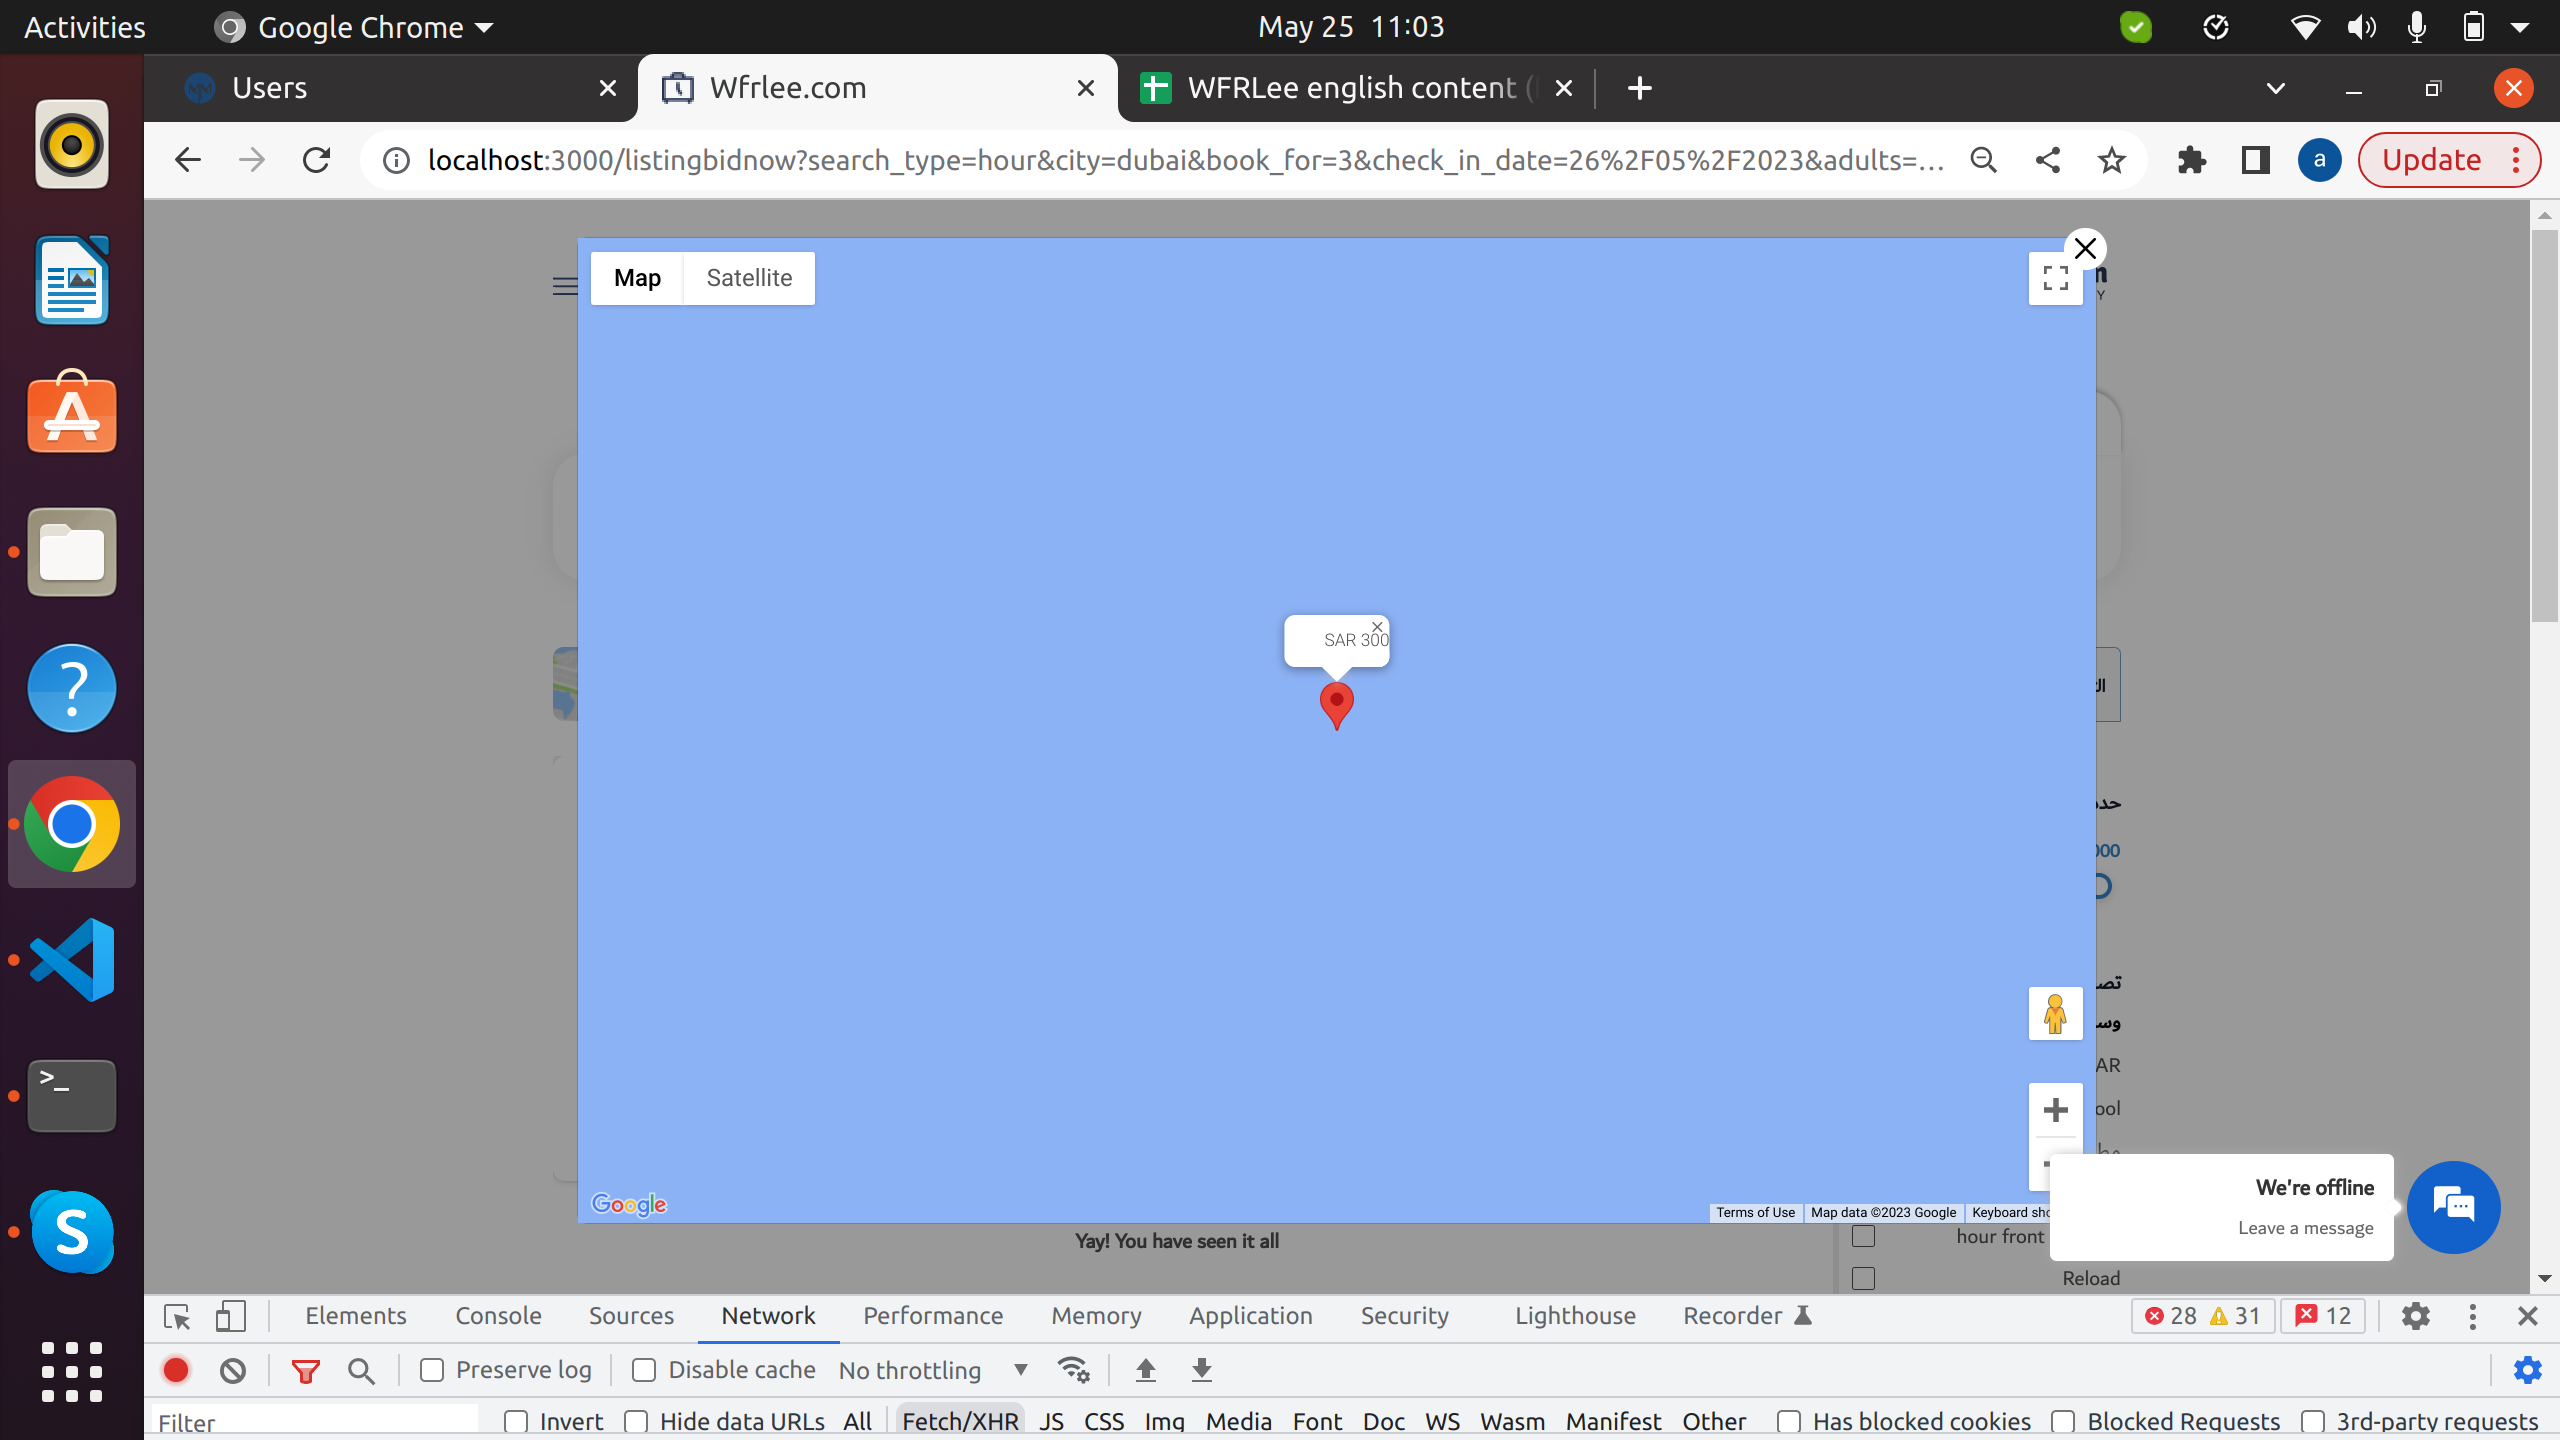 Activities
Google Chrome
May 25 11:03
Users
Wfrlee.com
WFRLee english content (
localhost:3000/listingbidnow?search_type=hour&city=dubai&book_for=3&check_in_date=26%2F05%2F2023&adults=...
a
Update
Map
Satellite
SAR 300
000
AR
ool
Google
Terms of Use
Map data ©2023 Google
Keyboard sho
We're offline
Leave a message
Yay! You have seen it all
hour front
Reload
Elements
Console
Sources
Network
Performance
Memory
Application
Security
Lighthouse
Recorder
28
31
12
Preserve log
Disable cache
No throttling
Filter
Invert
Hide data URLs
All
Fetch/XHR
JS
CSS
Img
Media
Font
Doc
WS
Wasm
Manifest
Other
Has blocked cookies
Blocked Requests
3rd-party requests